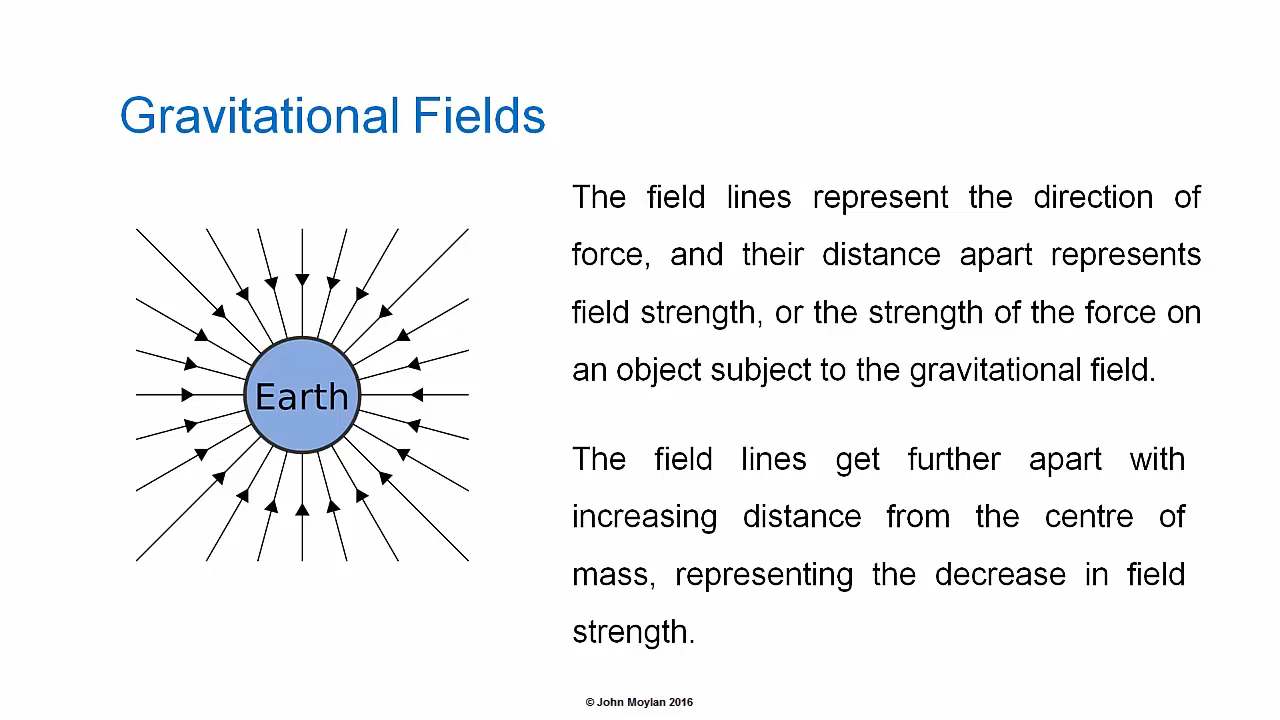 Gravitational Fields
The field lines represent the direction of
force, and their distance apart represents
field strength, or the strength of the force on
an object subject to the gravitational field.
Earth
The field lines get further apart with
increasing distance from the centre of
mass, representing the decrease in field
strength.
© John Moylan 2016